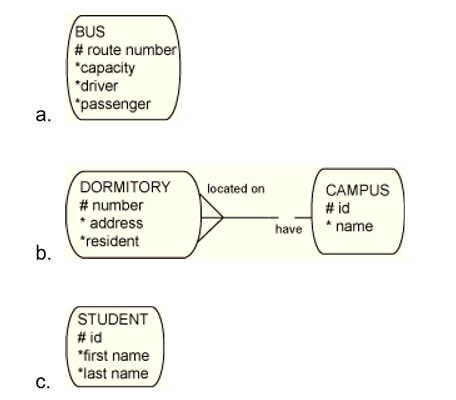 BUS
# route number
*capacity
*driver
*passenger
a.
DORMITORY
# number
* address
*resident
located on
have
CAMPUS
# id
* name
b.
STUDENT
# id
*first name
*last name
c.